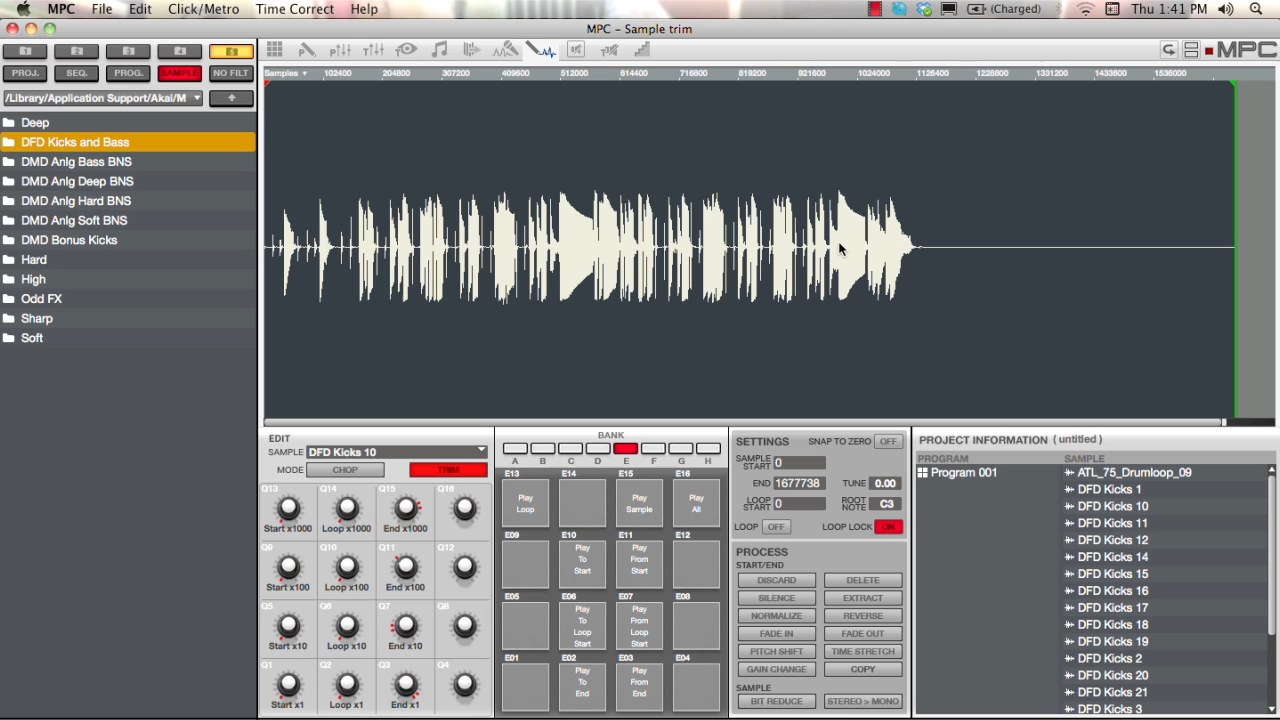 MPC File Edit Click/Metro Time Correct Help (Charged) Thu 1:41 PM
MPC - Sample trim
1 2 3 4 5
MPC
PROJ. SEQ. PROG. SAMPLE NO FILT
Samples 102400 204800 307200 409600 512000 614400 716800 819200 921600 1024000 1126400 1228800 1331200 1433600 1536000
/Library/Application Support/Akai/M
Deep
DFD Kicks and Bass
DMD Anlg Bass BNS
DMD Anlg Deep BNS
DMD Anlg Hard BNS
DMD Anlg Soft BNS
DMD Bonus Kicks
Hard
High
Odd FX
Sharp
Soft
EDIT
SAMPLE DFD Kicks 10
MODE CHOP TRIM
Q13 Q14 Q15 Q16
Start x1000 Loop x1000 End x1000
Q9 Q10 Q11 Q12
Start x100 Loop x100 End x100
Q5 Q6 Q7 Q8
Start x10 Loop x10 End x10
Q1 Q2 Q3 Q4
Start x1 Loop x1 End x1
BANK
A B C D E F G H
E13 E14 E15 E16
Play Loop
Play Sample
Play All
E09 E10 E11 E12
Play To Start
Play From Start
E05 E06 E07 E08
Play To Loop Start
Play From Loop Start
E01 E02 E03 E04
Play To End
Play From End
SETTINGS SNAP TO ZERO OFF
SAMPLE START 0
END 1677738 TUNE 0.00
LOOP START 0 ROOT NOTE C3
LOOP OFF LOOP LOCK ON
PROCESS
START/END
DISCARD DELETE
SILENCE EXTRACT
NORMALIZE REVERSE
FADE IN FADE OUT
PITCH SHIFT TIME STRETCH
GAIN CHANGE COPY
SAMPLE
BIT REDUCE STEREO > MONO
PROJECT INFORMATION ( untitled )
PROGRAM SAMPLE
Program 001 ATL_75_Drumloop_09
DFD Kicks 1
DFD Kicks 10
DFD Kicks 11
DFD Kicks 12
DFD Kicks 14
DFD Kicks 15
DFD Kicks 16
DFD Kicks 17
DFD Kicks 18
DFD Kicks 19
DFD Kicks 2
DFD Kicks 20
DFD Kicks 21
DFD Kicks 3